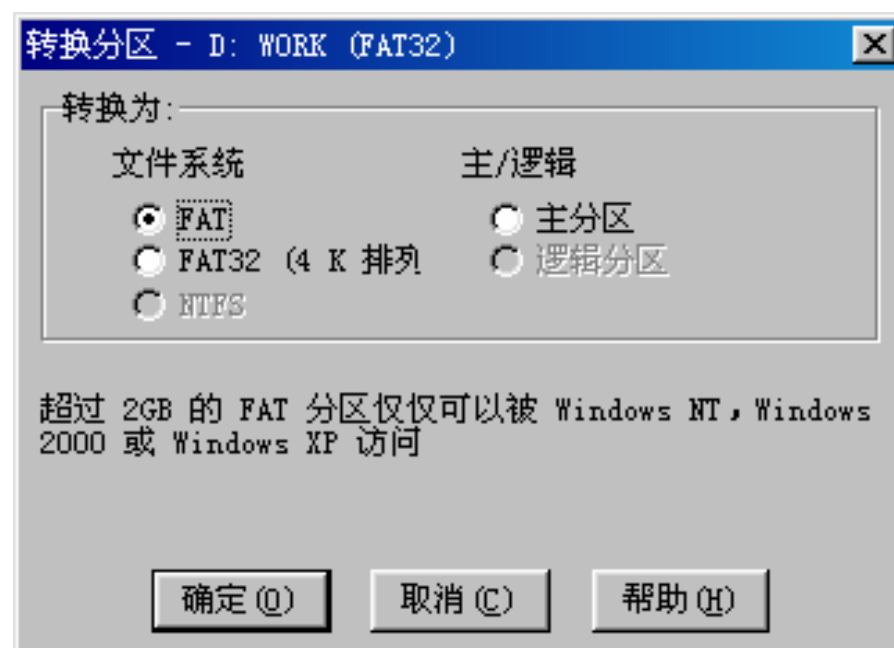 转换分区 - D: WORK (FAT32)
转换为:
文件系统 主/逻辑
FAT 主分区
FAT32 (4 K 排列 逻辑分区
NTFS
超过 2GB 的 FAT 分区仅仅可以被 Windows NT，Windows
2000 或 Windows XP 访问
确定(O) 取消(C) 帮助(H)